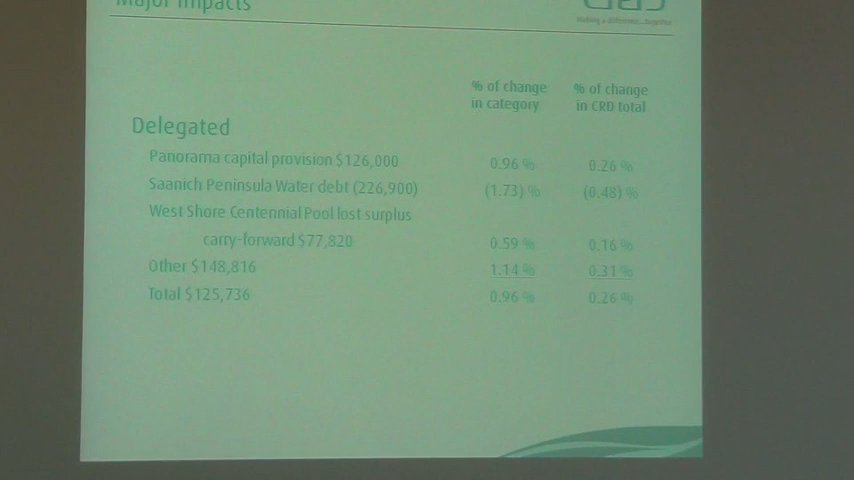 Major Impacts
making a difference...together
% of change
in category
% of change
in CRD total
Delegated
Panorama capital provision $126,000 0.96 % 0.26 %
Saanich Peninsula Water debt (226,900) (1.73) % (0.48) %
West Shore Centennial Pool lost surplus
carry-forward $77,820 0.59 % 0.16 %
Other $148,816 1.14 % 0.31 %
Total $125,736 0.96 % 0.26 %